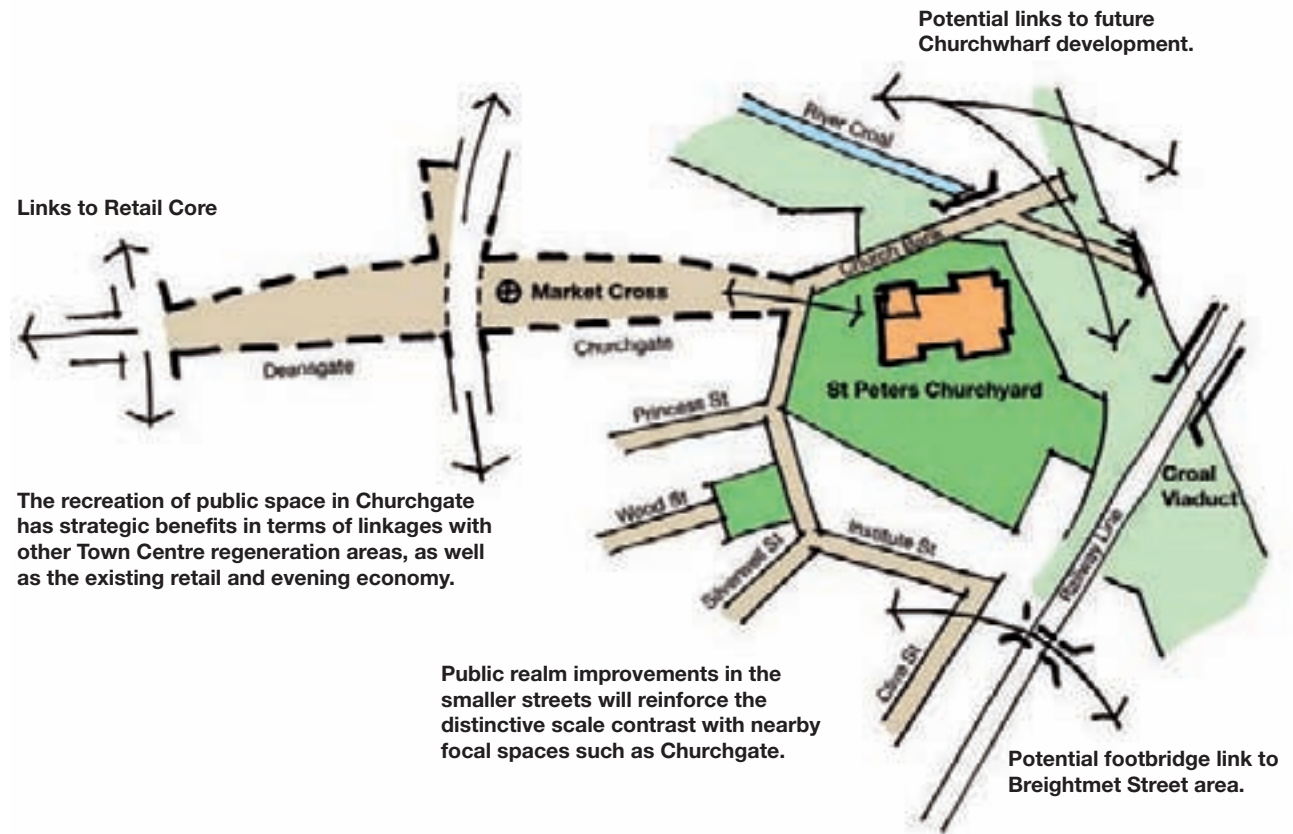 Potential links to future
Churchwharf development.
River Croal
Links to Retail Core
Church Bank
Market Cross
Churchgate
Deansgate
St Peters Churchyard
Princess St
Croal
Viaduct
The recreation of public space in Churchgate
has strategic benefits in terms of linkages with
other Town Centre regeneration areas, as well
as the existing retail and evening economy.
Wood St
Institute St
Silverwell St
Railway Line
Clive St
Public realm improvements in the
smaller streets will reinforce the
distinctive scale contrast with nearby
focal spaces such as Churchgate.
Potential footbridge link to
Breightmet Street area.